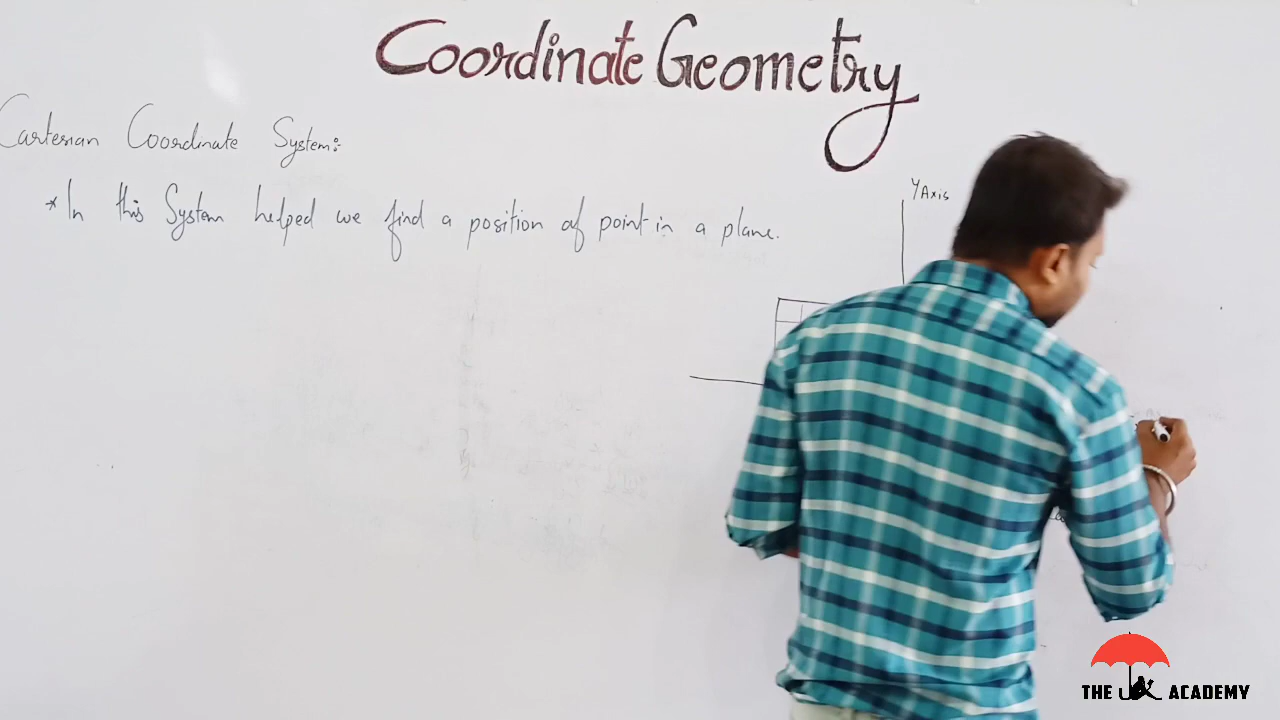 Coordinate Geometry
Cartesian Coordinate System:
* In this System helped we find a position of point in a plane.
Y Axis
THE ACADEMY